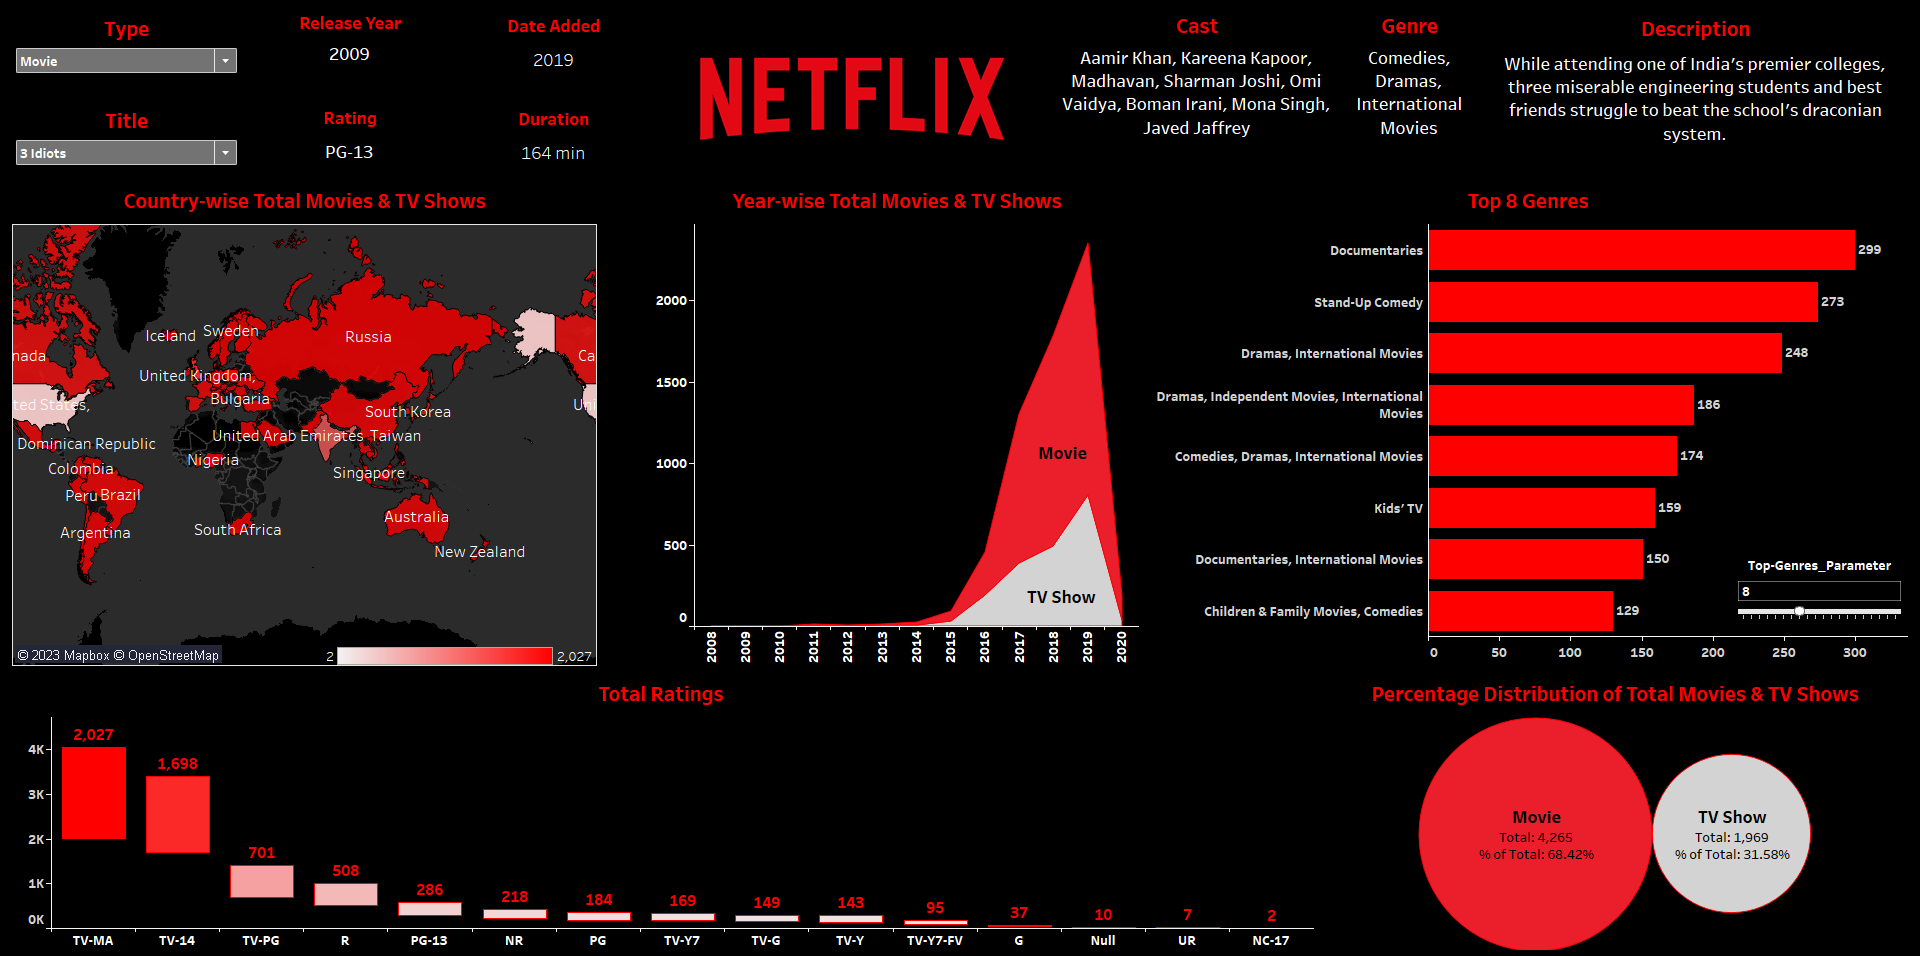 Type
Movie
Title
3 Idiots
Release Year
2009
Rating
PG-13
Date Added
2019
Duration
164 min
NETFLIX
Cast
Aamir Khan, Kareena Kapoor,
Madhavan, Sharman Joshi, Omi
Vaidya, Boman Irani, Mona Singh,
Javed Jaffrey
Genre
Comedies,
Dramas,
International
Movies
Description
While attending one of India's premier colleges,
three miserable engineering students and best
friends struggle to beat the school's draconian
system.
Country-wise Total Movies & TV Shows
Iceland
Sweden
Russia
nada
Ca
United Kingdom,
Bulgaria
ted States,
South Korea
Uni
United Arab Emirates
Taiwan
Dominican Republic
Nigeria
Colombia
Singapore
Peru
Brazil
Australia
Argentina
South Africa
New Zealand
© 2023 Mapbox © OpenStreetMap
2
2,027
Year-wise Total Movies & TV Shows
2000
1500
1000
500
0
Movie
TV Show
2008
2009
2010
2011
2012
2013
2014
2015
2016
2017
2018
2019
2020
Top 8 Genres
Documentaries
299
Stand-Up Comedy
273
Dramas, International Movies
248
Dramas, Independent Movies, International
Movies
186
Comedies, Dramas, International Movies
174
Kids' TV
159
Documentaries, International Movies
150
Children & Family Movies, Comedies
129
Top-Genres_Parameter
8
0
50
100
150
200
250
300
Total Ratings
4K
3K
2K
1K
0K
2,027
1,698
701
508
286
218
184
169
149
143
95
37
10
7
2
TV-MA
TV-14
TV-PG
R
PG-13
NR
PG
TV-Y7
TV-G
TV-Y
TV-Y7-FV
G
Null
UR
NC-17
Percentage Distribution of Total Movies & TV Shows
Movie
Total: 4,265
% of Total: 68.42%
TV Show
Total: 1,969
% of Total: 31.58%